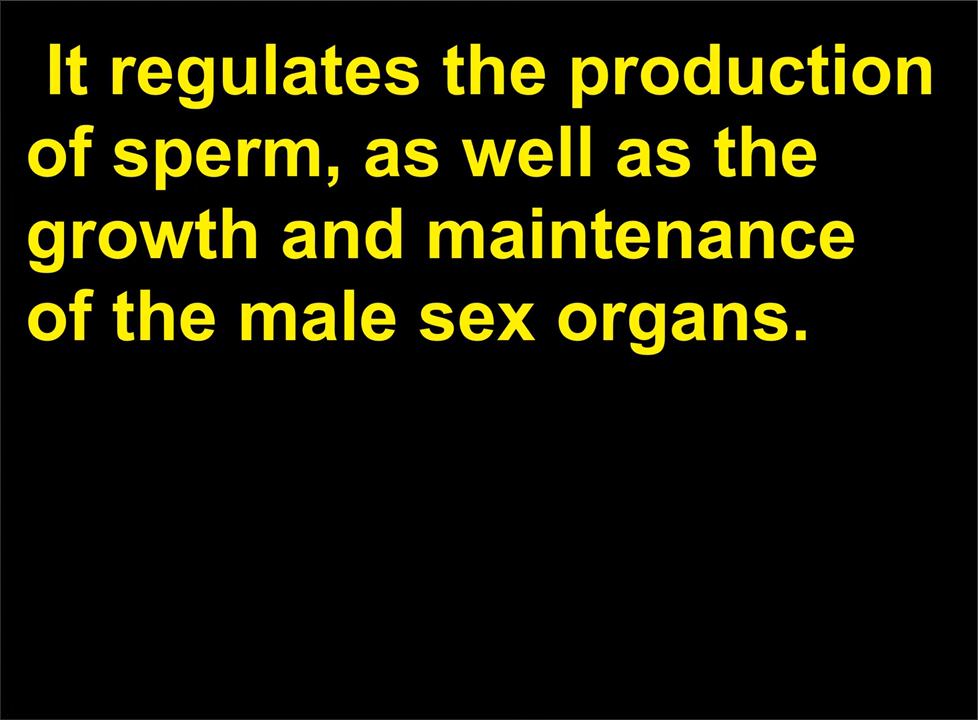 It regulates the production
of sperm, as well as the
growth and maintenance
of the male sex organs.